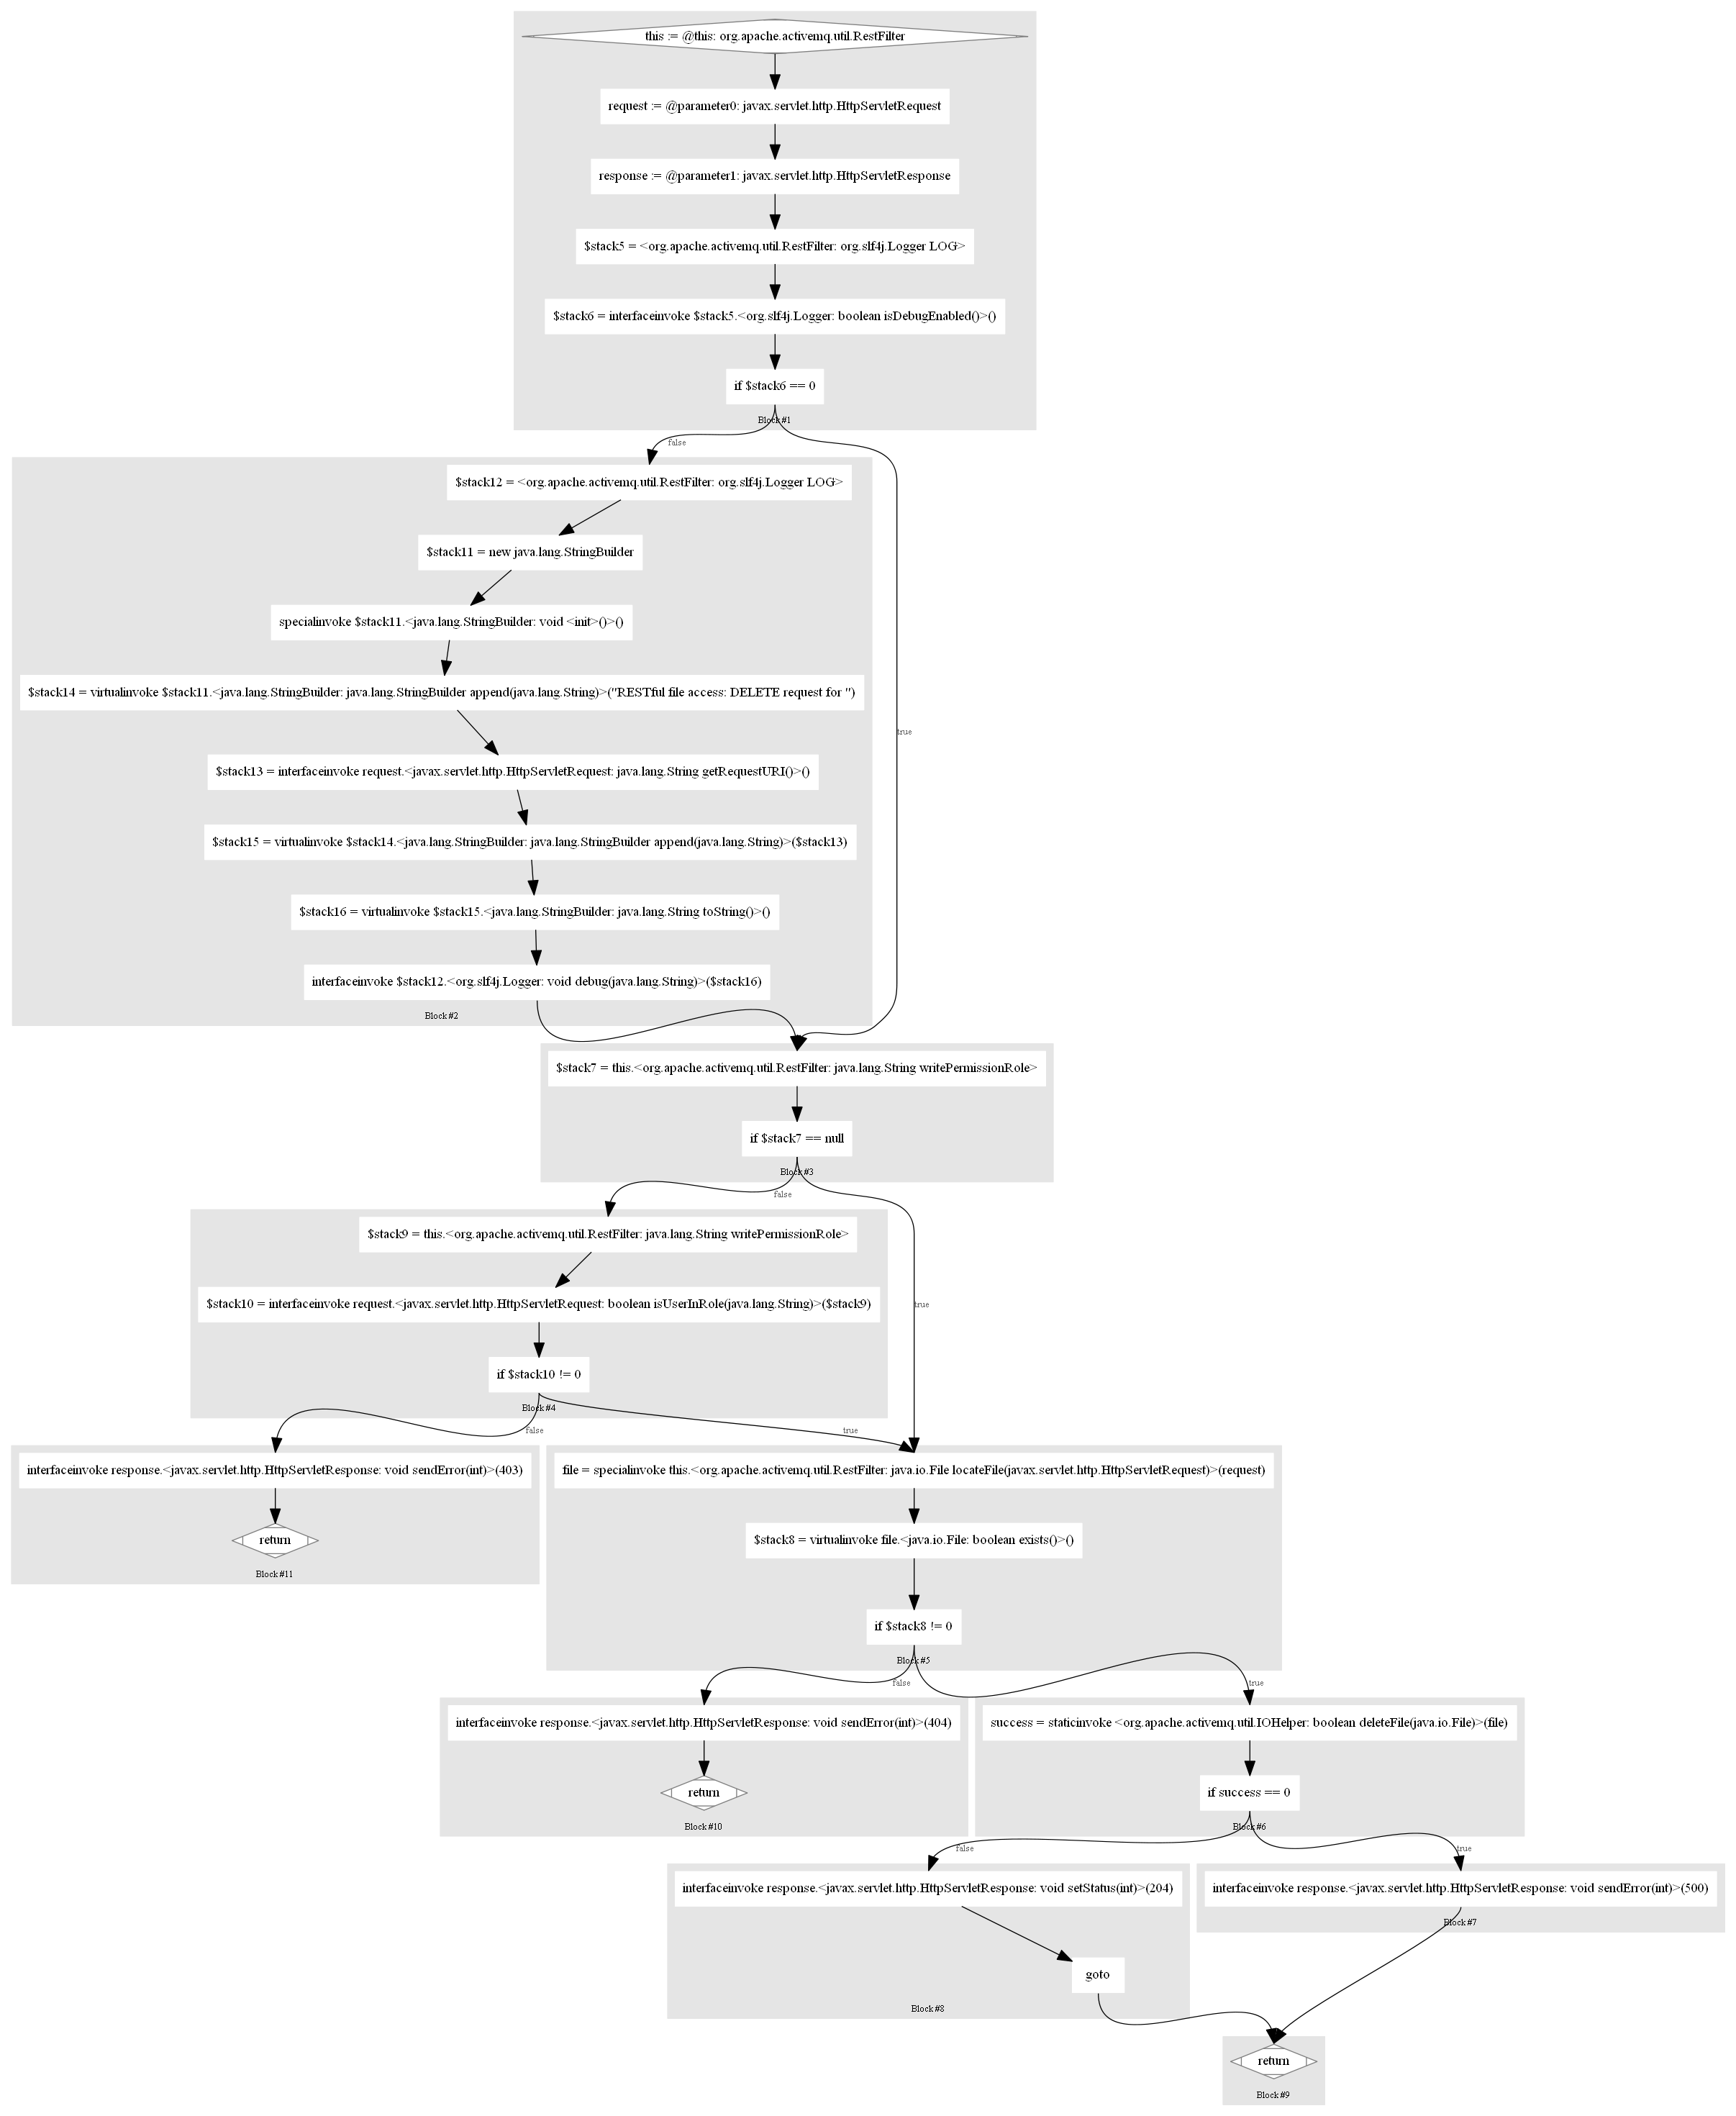 this := @this: org.apache.activemq.util.RestFilter
request := @parameter0: javax.servlet.http.HttpServletRequest
response := @parameter1: javax.servlet.http.HttpServletResponse
$stack5 = <org.apache.activemq.util.RestFilter: org.slf4j.Logger LOG>
$stack6 = interfaceinvoke $stack5.<org.slf4j.Logger: boolean isDebugEnabled()>()
if $stack6 == 0
Block #1
false
true
$stack12 = <org.apache.activemq.util.RestFilter: org.slf4j.Logger LOG>
$stack11 = new java.lang.StringBuilder
specialinvoke $stack11.<java.lang.StringBuilder: void <init>()>()
$stack14 = virtualinvoke $stack11.<java.lang.StringBuilder: java.lang.StringBuilder append(java.lang.String)>("RESTful file access: DELETE request for ")
$stack13 = interfaceinvoke request.<javax.servlet.http.HttpServletRequest: java.lang.String getRequestURI()>()
$stack15 = virtualinvoke $stack14.<java.lang.StringBuilder: java.lang.StringBuilder append(java.lang.String)>($stack13)
$stack16 = virtualinvoke $stack15.<java.lang.StringBuilder: java.lang.String toString()>()
interfaceinvoke $stack12.<org.slf4j.Logger: void debug(java.lang.String)>($stack16)
Block #2
$stack7 = this.<org.apache.activemq.util.RestFilter: java.lang.String writePermissionRole>
if $stack7 == null
Block #3
false
true
$stack9 = this.<org.apache.activemq.util.RestFilter: java.lang.String writePermissionRole>
$stack10 = interfaceinvoke request.<javax.servlet.http.HttpServletRequest: boolean isUserInRole(java.lang.String)>($stack9)
if $stack10 != 0
Block #4
false
true
interfaceinvoke response.<javax.servlet.http.HttpServletResponse: void sendError(int)>(403)
return
Block #11
file = specialinvoke this.<org.apache.activemq.util.RestFilter: java.io.File locateFile(javax.servlet.http.HttpServletRequest)>(request)
$stack8 = virtualinvoke file.<java.io.File: boolean exists()>()
if $stack8 != 0
Block #5
false
true
interfaceinvoke response.<javax.servlet.http.HttpServletResponse: void sendError(int)>(404)
return
Block #10
success = staticinvoke <org.apache.activemq.util.IOHelper: boolean deleteFile(java.io.File)>(file)
if success == 0
Block #6
false
true
interfaceinvoke response.<javax.servlet.http.HttpServletResponse: void setStatus(int)>(204)
goto
Block #8
interfaceinvoke response.<javax.servlet.http.HttpServletResponse: void sendError(int)>(500)
Block #7
return
Block #9